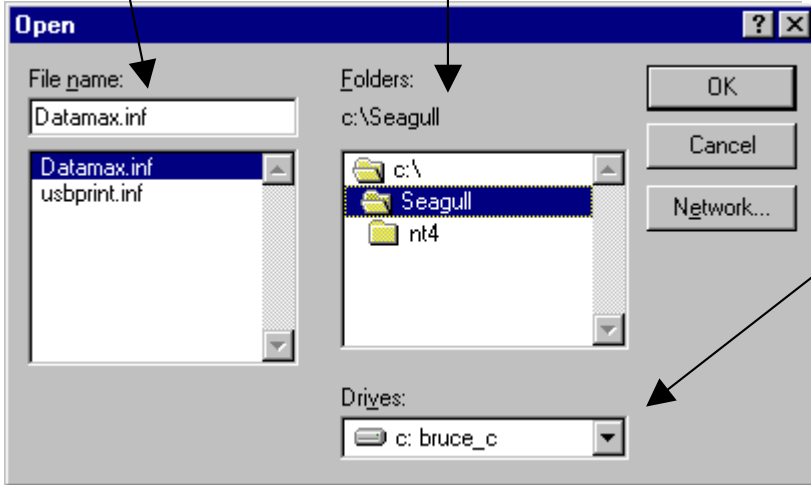 Open
File name:
Datamax.inf
Datamax.inf
usbprint.inf
Folders:
c:\Seagull
c:\
Seagull
nt4
Drives:
c: bruce_c
OK
Cancel
Network...